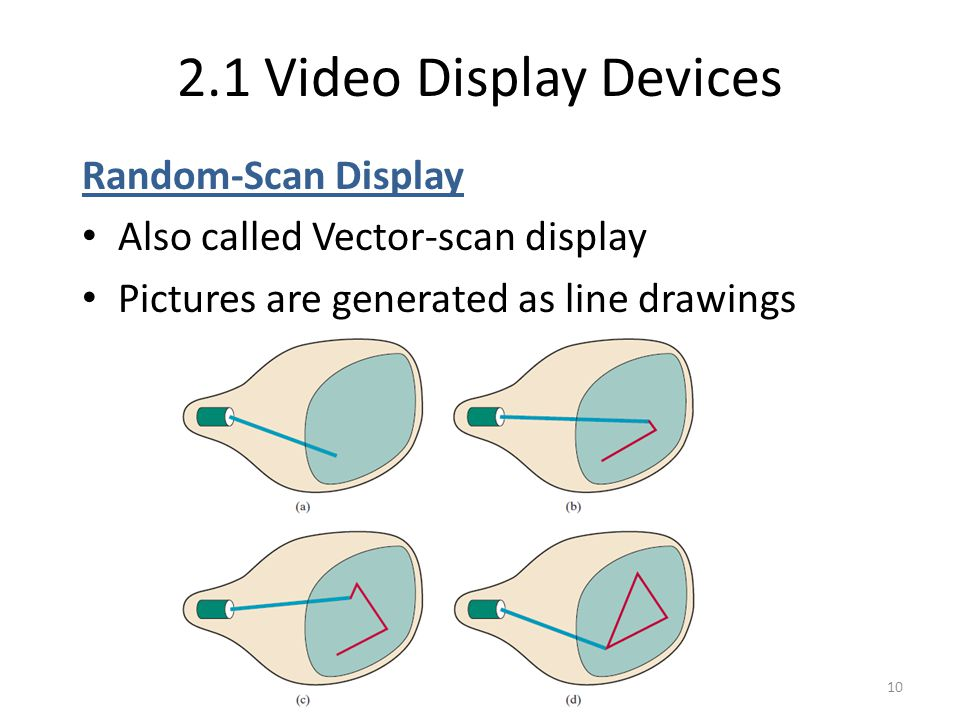 2.1 Video Display Devices
Random-Scan Display
• Also called Vector-scan display
• Pictures are generated as line drawings
(a)
(b)
(c)
(d)
10